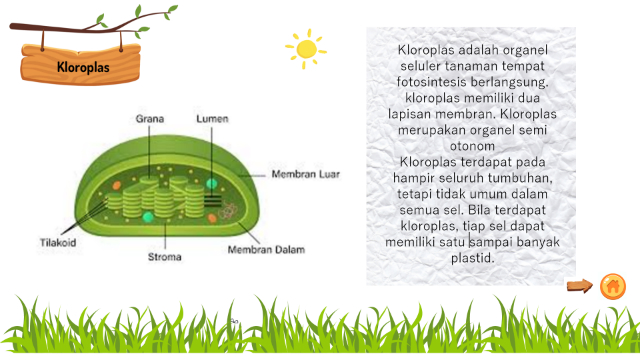 Kloroplas
Grana
Lumen
Membran Luar
Tilakoid
Stroma
Membran Dalam
Kloroplas adalah organel
seluler tanaman tempat
fotosintesis berlangsung.
kloroplas memiliki dua
lapisan membran. Kloroplas
merupakan organel semi
otonom
Kloroplas terdapat pada
hampir seluruh tumbuhan,
tetapi tidak umum dalam
semua sel. Bila terdapat
kloroplas, tiap sel dapat
memiliki satu sampai banyak
plastid.